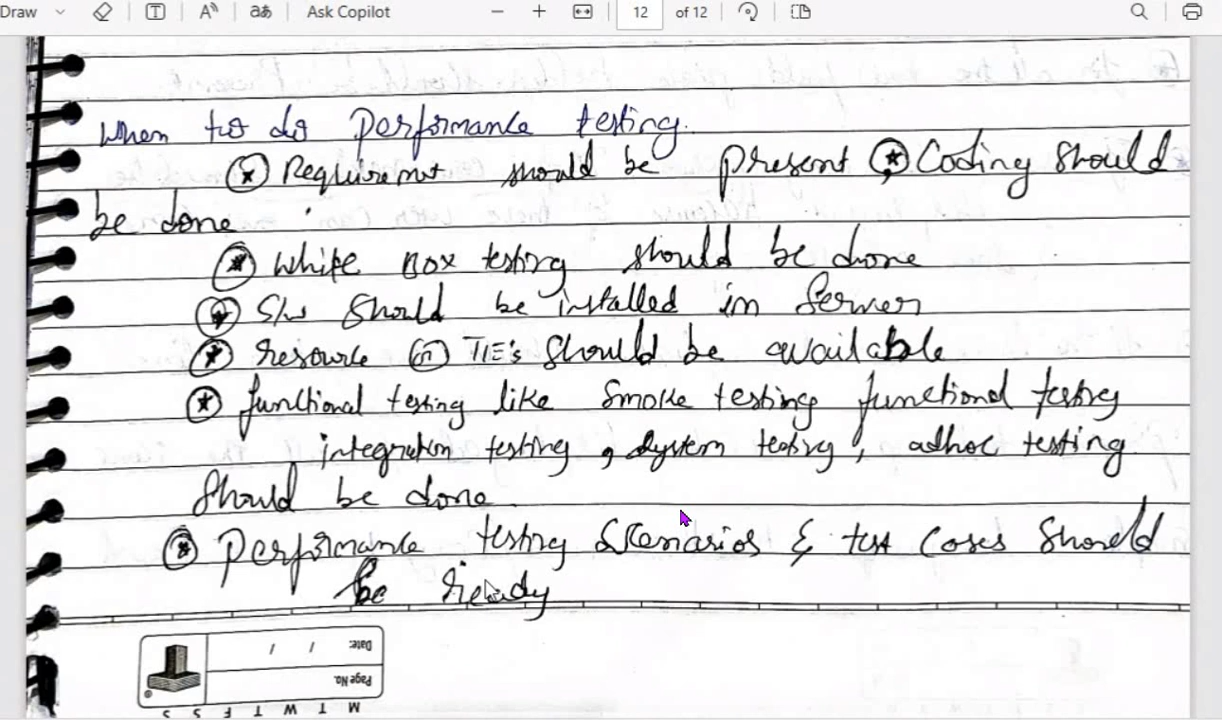 Draw
Ask Copilot
12 of 12
When to do performance testing.
Requirement should be present Coding should
be done
White Box testing should be done
S/w should be installed in Server
resource TE's should be available
functional testing like Smoke testing functional testing
integration testing, system testing, adhoc testing
should be done
Performance testing Scenarios & test cases should
be ready
Date: / /
Page No.
M T W T F S S